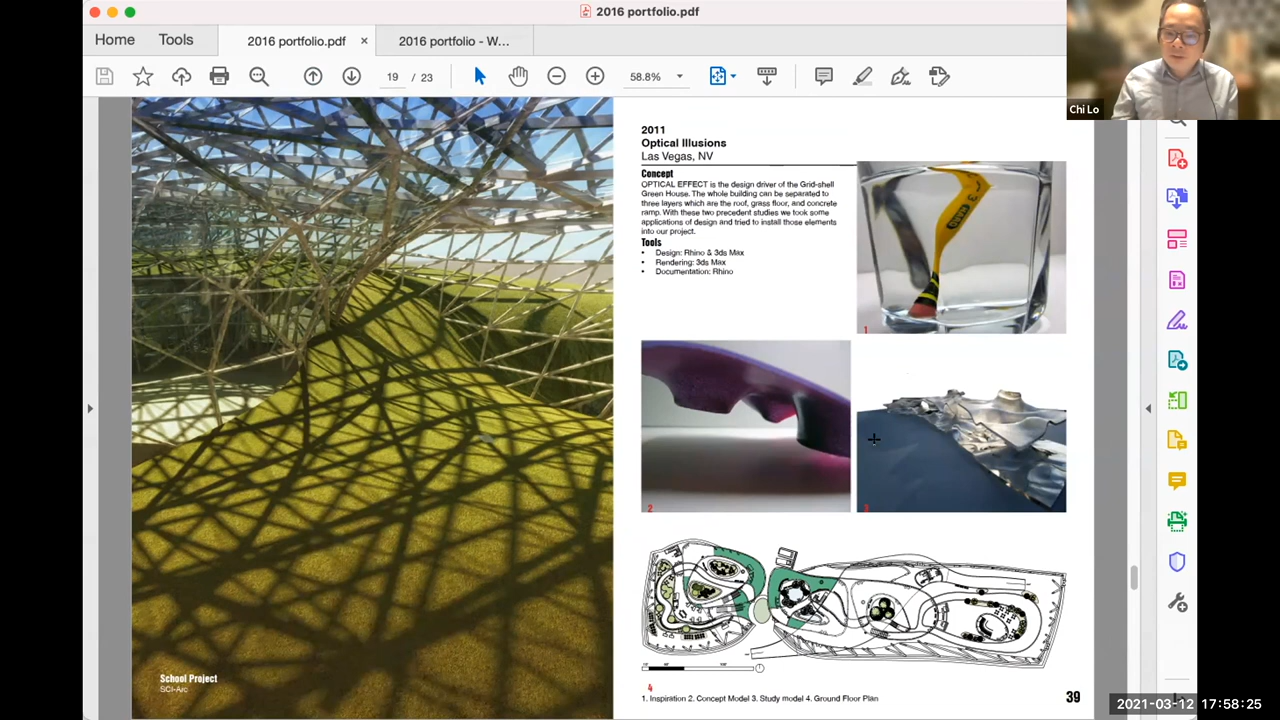 2016 portfolio.pdf
Home
Tools
2016 portfolio.pdf ×
2016 portfolio - W...
19 / 23
58.8%
Chi Lo
2011
Optical Illusions
Las Vegas, NV
Concept
OPTICAL EFFECT is the design driver of the Grid-shell
Green House. The whole building can be separated to
three layers which are the roof, grass floor, and concrete
ramp. With these two precedent studies we took some
applications of design and tried to install those elements
into our project.
Tools
• Design: Rhino & 3ds Max
• Rendering: 3ds Max
• Documentation: Rhino
1
2
3
4
School Project
SCI-Arc
1. Inspiration 2. Concept Model 3. Study model 4. Ground Floor Plan
39
2021-03-12 17:58:25